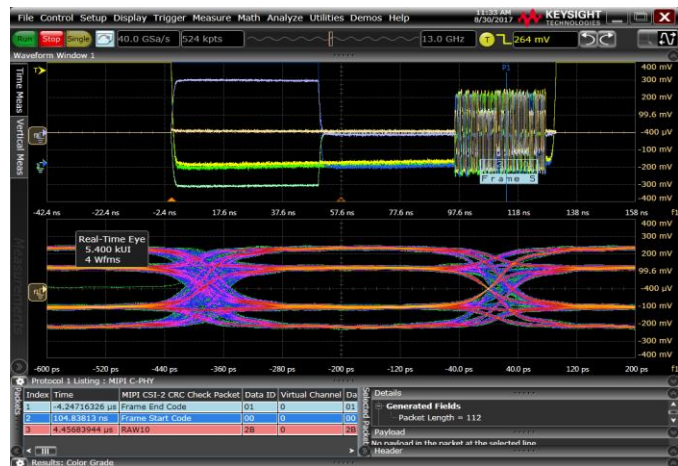 File Control Setup Display Trigger Measure Math Analyze Utilities Demos Help
11:33 AM
8/30/2017
KEYSIGHT
TECHNOLOGIES
Run Stop Single 40.0 GSa/s 524 kpts 13.0 GHz T 264 mV
Waveform Window 1
Time Meas
Vertical Meas
Measurements
T
P1
400 mV
300 mV
200 mV
99.6 mV
-400 µV
-100 mV
-200 mV
-300 mV
-400 mV
Frame S
-42.4 ns -22.4 ns -2.4 ns 17.6 ns 37.6 ns 57.6 ns 77.6 ns 97.6 ns 118 ns 138 ns 158 ns f1
Real-Time Eye
5.400 kUI
4 Wfms
400 mV
300 mV
200 mV
99.6 mV
-400 µV
-100 mV
-200 mV
-300 mV
-400 mV
-600 ps -520 ps -440 ps -360 ps -280 ps -200 ps -120 ps -40.0 ps 40.0 ps 120 ps 200 ps f1
Protocol 1 Listing : MIPI C-PHY
Packets
Index Time MIPI CSI-2 CRC Check Packet Data ID Virtual Channel Da
1 -4.24716326 µs Frame End Code 01 0 01
2 104.83813 ns Frame Start Code 00 0 00
3 4.45683944 µs RAW10 2B 0 2B
Selected Packet
Details
Generated Fields
Packet Length = 112
Payload
No payload in the packet at the selected line
Header
Results: Color Grade